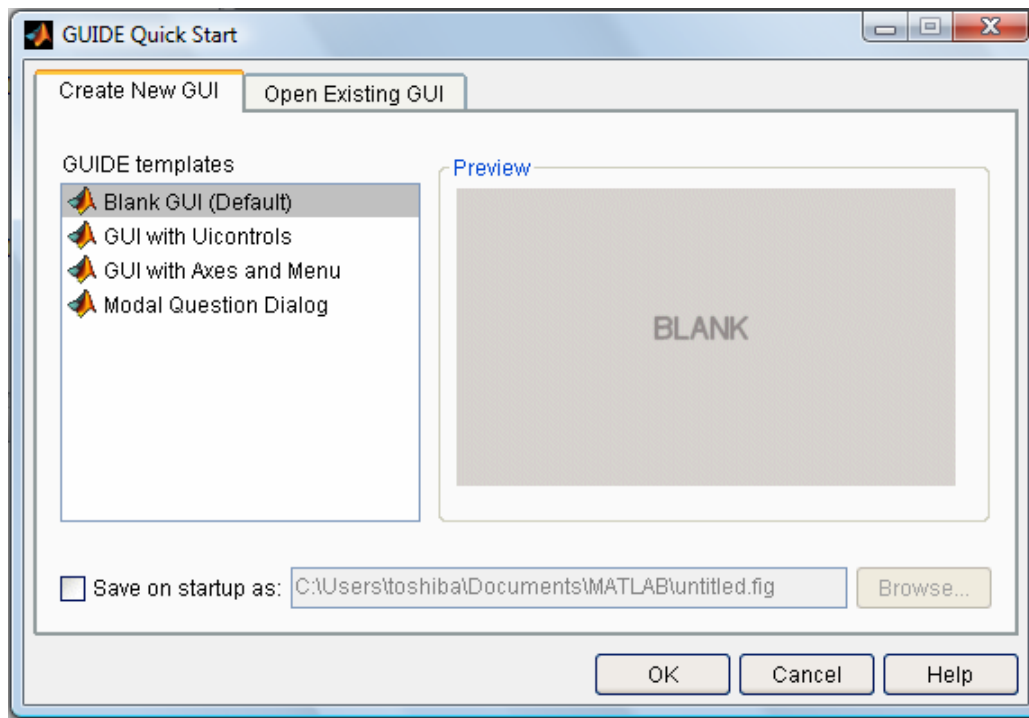 GUIDE Quick Start
Create New GUI
Open Existing GUI
GUIDE templates
Blank GUI (Default)
GUI with Uicontrols
GUI with Axes and Menu
Modal Question Dialog
Preview
BLANK
Save on startup as:
C:\Users\toshiba\Documents\MATLAB\untitled.fig
Browse...
OK
Cancel
Help